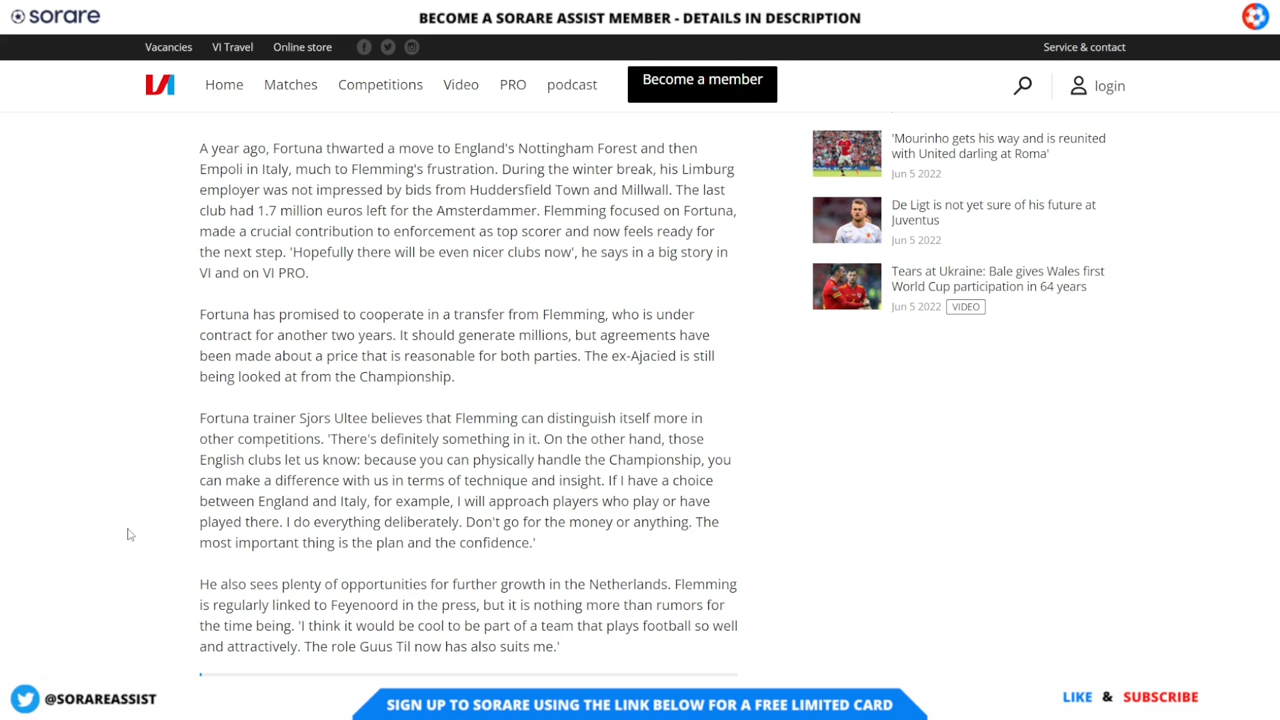 sorare
BECOME A SORARE ASSIST MEMBER - DETAILS IN DESCRIPTION
Vacancies VI Travel Online store
Service & contact
VI
Home Matches Competitions Video PRO podcast
Become a member
login
A year ago, Fortuna thwarted a move to England's Nottingham Forest and then
Empoli in Italy, much to Flemming's frustration. During the winter break, his Limburg
employer was not impressed by bids from Huddersfield Town and Millwall. The last
club had 1.7 million euros left for the Amsterdammer. Flemming focused on Fortuna,
made a crucial contribution to enforcement as top scorer and now feels ready for
the next step. 'Hopefully there will be even nicer clubs now', he says in a big story in
VI and on VI PRO.
Fortuna has promised to cooperate in a transfer from Flemming, who is under
contract for another two years. It should generate millions, but agreements have
been made about a price that is reasonable for both parties. The ex-Ajacied is still
being looked at from the Championship.
Fortuna trainer Sjors Ultee believes that Flemming can distinguish itself more in
other competitions. 'There's definitely something in it. On the other hand, those
English clubs let us know: because you can physically handle the Championship, you
can make a difference with us in terms of technique and insight. If I have a choice
between England and Italy, for example, I will approach players who play or have
played there. I do everything deliberately. Don't go for the money or anything. The
most important thing is the plan and the confidence.'
He also sees plenty of opportunities for further growth in the Netherlands. Flemming
is regularly linked to Feyenoord in the press, but it is nothing more than rumors for
the time being. 'I think it would be cool to be part of a team that plays football so well
and attractively. The role Guus Til now has also suits me.'
'Mourinho gets his way and is reunited
with United darling at Roma'
Jun 5 2022
De Ligt is not yet sure of his future at
Juventus
Jun 5 2022
Tears at Ukraine: Bale gives Wales first
World Cup participation in 64 years
Jun 5 2022 VIDEO
@SORAREASSIST
SIGN UP TO SORARE USING THE LINK BELOW FOR A FREE LIMITED CARD
LIKE & SUBSCRIBE